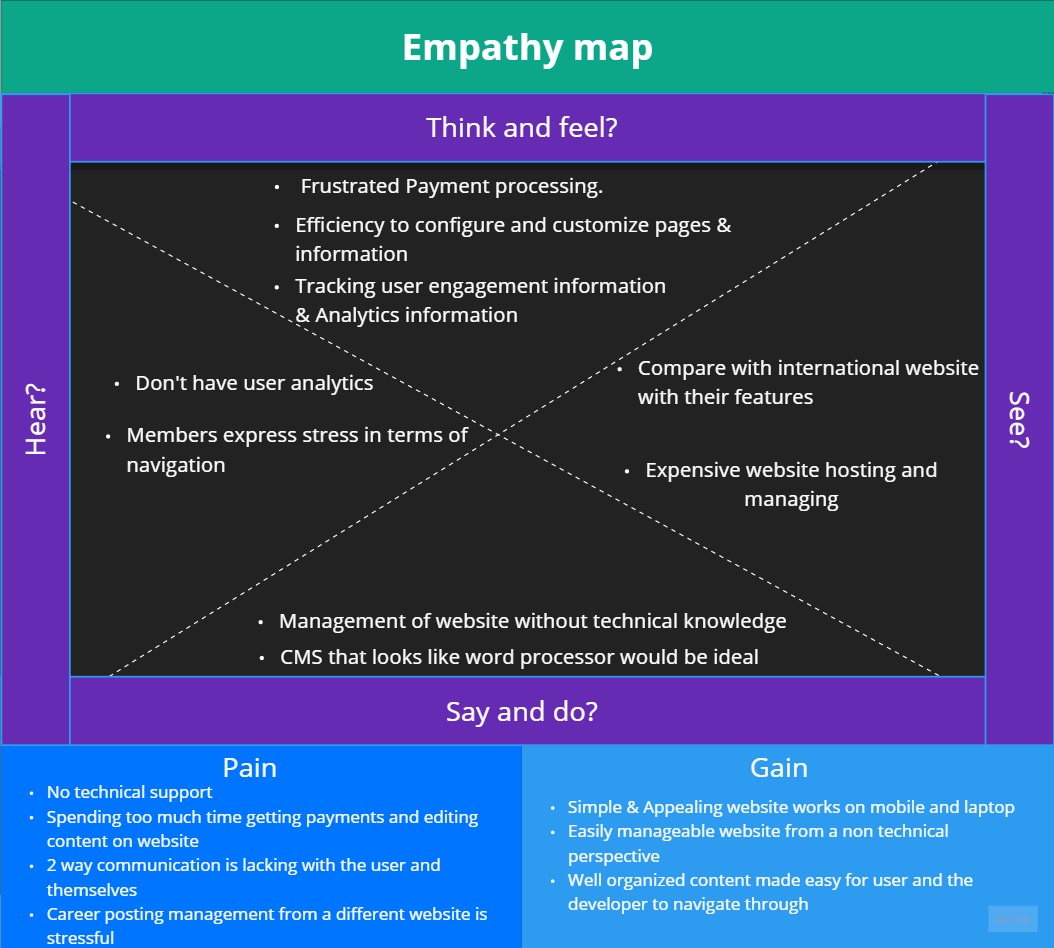 Empathy map
Think and feel?
• Frustrated Payment processing.
• Efficiency to configure and customize pages &
information
• Tracking user engagement information
& Analytics information
Hear?
• Don't have user analytics
• Members express stress in terms of
navigation
• Compare with international website
with their features
• Expensive website hosting and
managing
See?
• Management of website without technical knowledge
• CMS that looks like word processor would be ideal
Say and do?
Pain
• No technical support
• Spending too much time getting payments and editing
content on website
• 2 way communication is lacking with the user and
themselves
• Career posting management from a different website is
stressful
Gain
• Simple & Appealing website works on mobile and laptop
• Easily manageable website from a non technical
perspective
• Well organized content made easy for user and the
developer to navigate through